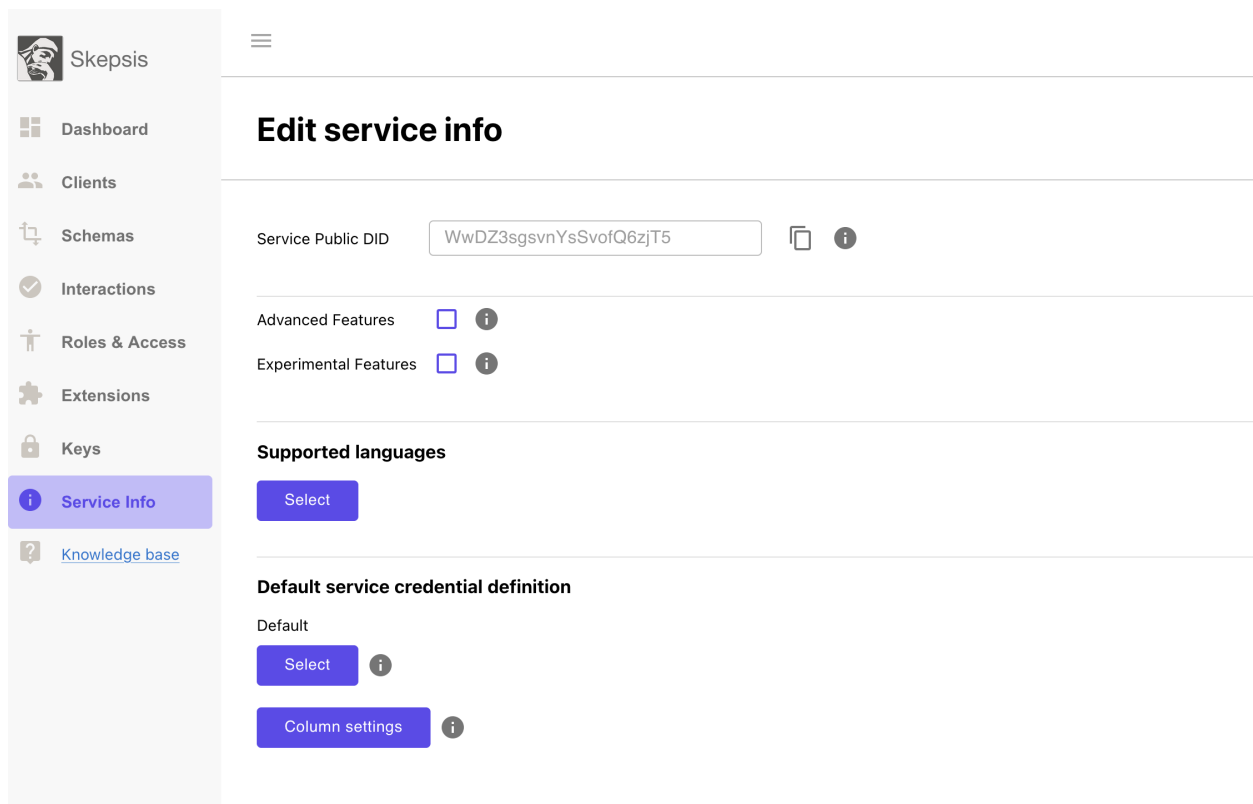 Skepsis
Dashboard
Clients
Schemas
Interactions
Roles & Access
Extensions
Keys
Service Info
Knowledge base
Edit service info
Service Public DID WwDZ3sgsvnYsSvofQ6zjT5
Advanced Features
Experimental Features
Supported languages
Select
Default service credential definition
Default
Select
Column settings